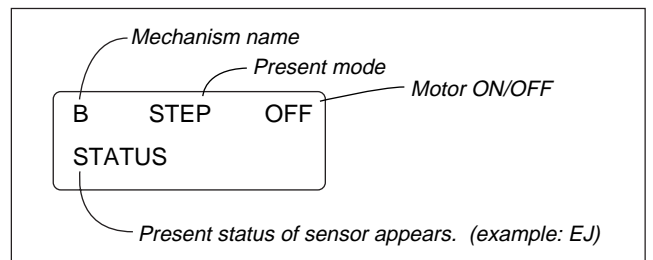 Mechanism name
Present mode
Motor ON/OFF
B STEP OFF
STATUS
Present status of sensor appears. (example: EJ)